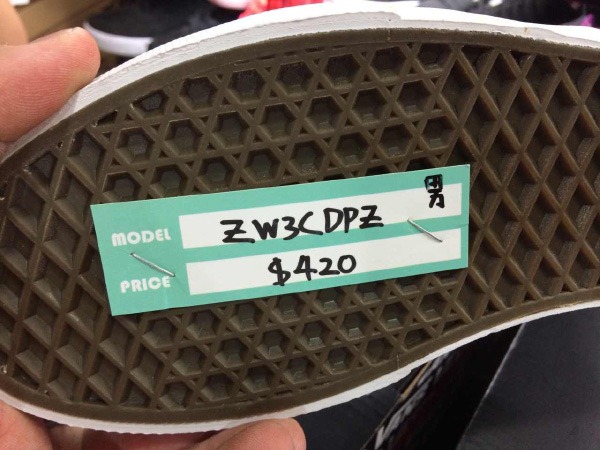 男
MODEL ZW3CDPZ
PRICE $420